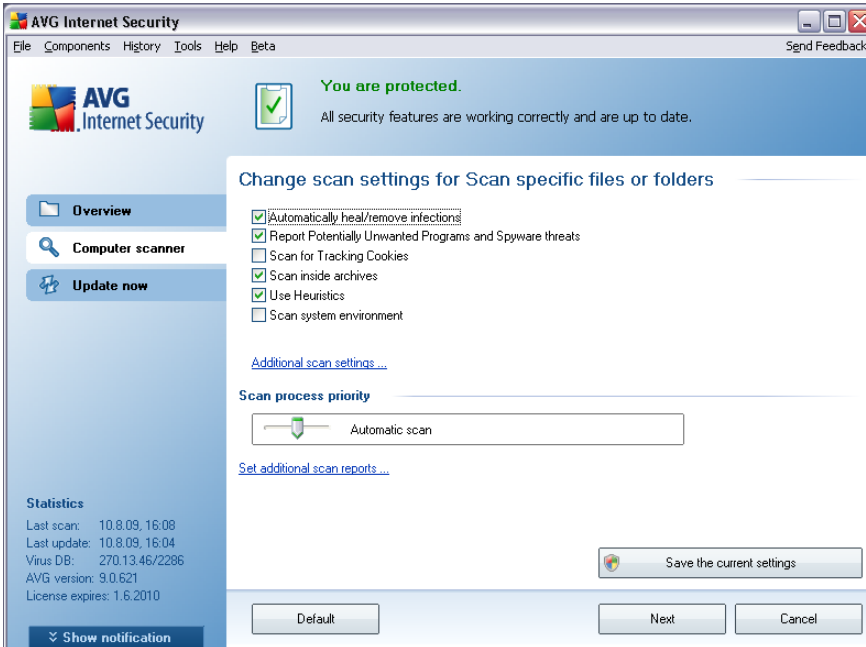 AVG Internet Security
File Components History Tools Help Beta Send Feedback
AVG
Internet Security
You are protected.
All security features are working correctly and are up to date.
Overview
Computer scanner
Update now
Change scan settings for Scan specific files or folders
Automatically heal/remove infections
Report Potentially Unwanted Programs and Spyware threats
Scan for Tracking Cookies
Scan inside archives
Use Heuristics
Scan system environment
Additional scan settings ...
Scan process priority
Automatic scan
Set additional scan reports ...
Statistics
Last scan: 10.8.09, 16:08
Last update: 10.8.09, 16:04
Virus DB: 270.13.46/2286
AVG version: 9.0.621
License expires: 1.6.2010
Show notification
Save the current settings
Default
Next
Cancel